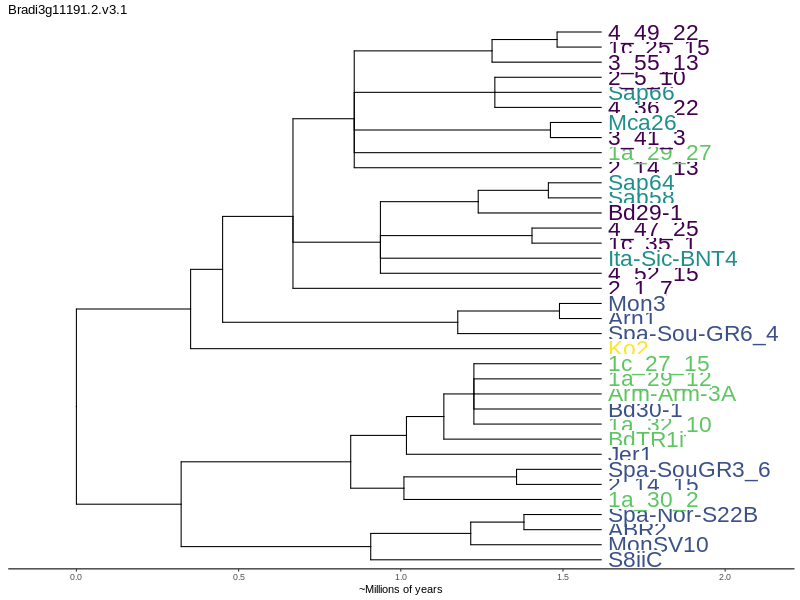 Bradi3g11191.2.v3.1
4_49_22
1c_25_15
3_55_13
2_5_10
Sap66
4_36_22
Mca26
3_41_3
1a_29_27
2_14_13
Sap64
Sap58
Bd29-1
4_47_25
1c_35_1
Ita-Sic-BNT4
4_52_15
2_1_7
Mon3
Arn1
Spa-Sou-GR6_4
Ko2
1c_27_15
1a_29_12
Arm-Arm-3A
Bd30-1
1a_32_10
BdTR1i
Jer1
Spa-SouGR3_6
2_14_15
1a_30_2
Spa-Nor-S22B
ABR2
MonSV10
S8iiC
0.0 0.5 1.0 1.5 2.0
~Millions of years